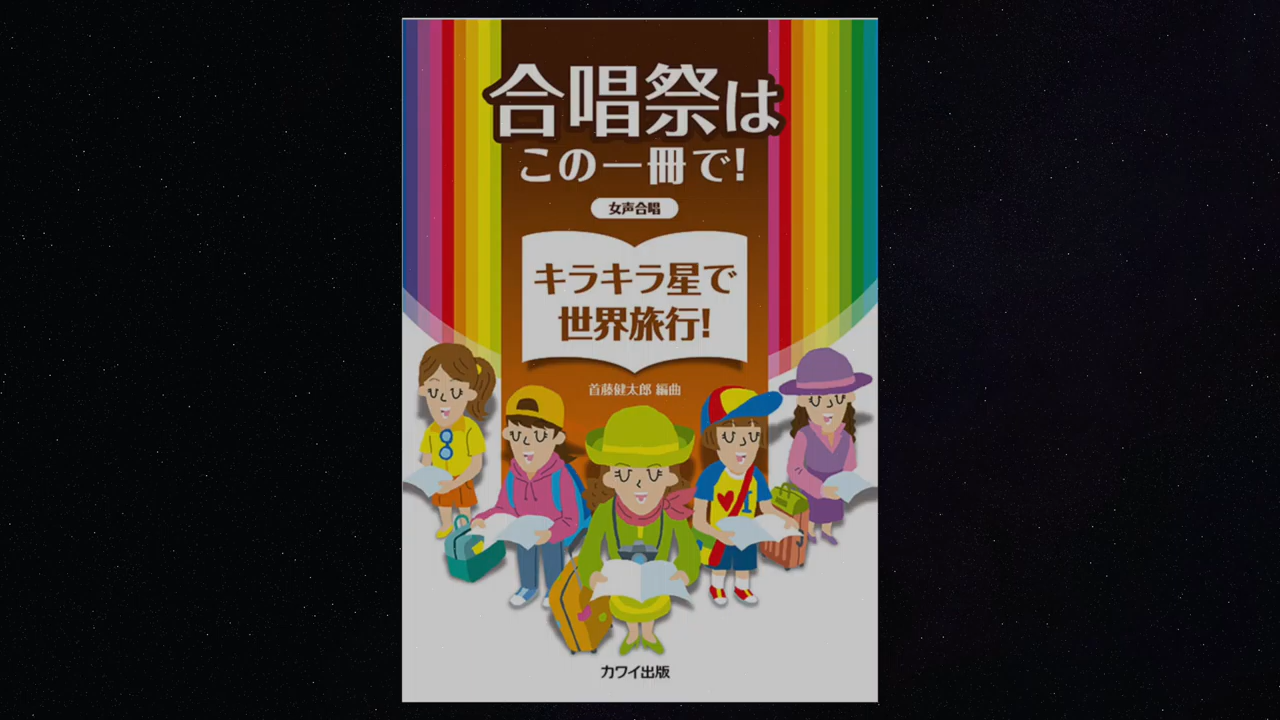 合唱祭は
この一冊で!
女声合唱
キラキラ星で
世界旅行!
首藤健太郎 編曲
I
カワイ出版